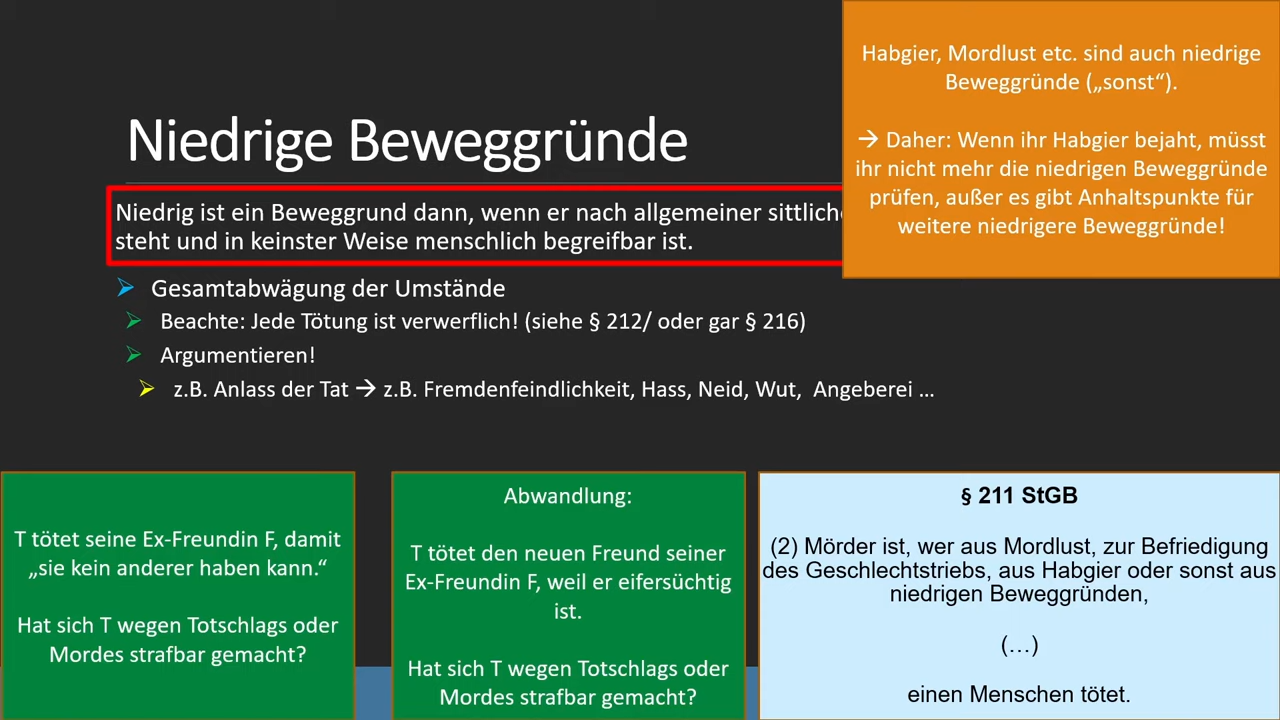 Niedrige Beweggründe
Niedrig ist ein Beweggrund dann, wenn er nach allgemeiner
steht und in keinster Weise menschlich begreifbar ist.
Gesamtabwägung der Umstände
Beachte: Jede Tötung ist verwerflich! (siehe § 212/ oder gar § 216)
Argumentieren!
z.B. Anlass der Tat → z.B. Fremdenfeindlichkeit, Hass, Neid, Wut, Angeberei ...
Habgier, Mordlust etc. sind auch niedrige
Beweggründe („sonst“).
→ Daher: Wenn ihr Habgier bejaht, müsst
ihr nicht mehr die niedrigen Beweggründe
prüfen, außer es gibt Anhaltspunkte für
weitere niedrigere Beweggründe!
T tötet seine Ex-Freundin F, damit
„sie kein anderer haben kann.“
Hat sich T wegen Totschlags oder
Mordes strafbar gemacht?
Abwandlung:
T tötet den neuen Freund seiner
Ex-Freundin F, weil er eifersüchtig
ist.
Hat sich T wegen Totschlags oder
Mordes strafbar gemacht?
§ 211 StGB
(2) Mörder ist, wer aus Mordlust, zur Befriedigung
des Geschlechtstriebs, aus Habgier oder sonst aus
niedrigen Beweggründen,
(…)
einen Menschen tötet.